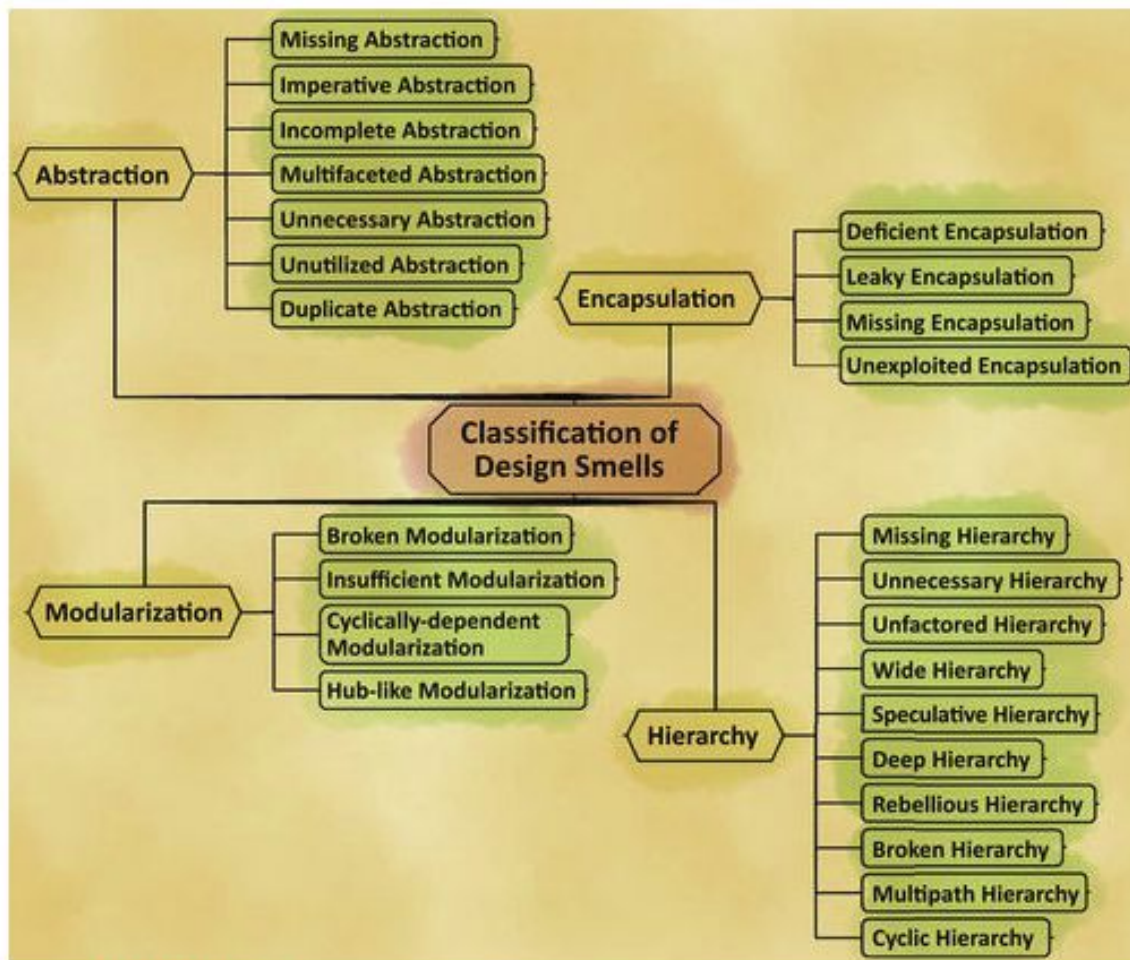 Missing Abstraction
Imperative Abstraction
Incomplete Abstraction
Abstraction
Multifaceted Abstraction
Unnecessary Abstraction
Unutilized Abstraction
Duplicate Abstraction
Encapsulation
Deficient Encapsulation
Leaky Encapsulation
Missing Encapsulation
Unexploited Encapsulation
Classification of
Design Smells
Modularization
Broken Modularization
Insufficient Modularization
Cyclically-dependent
Modularization
Hub-like Modularization
Hierarchy
Missing Hierarchy
Unnecessary Hierarchy
Unfactored Hierarchy
Wide Hierarchy
Speculative Hierarchy
Deep Hierarchy
Rebellious Hierarchy
Broken Hierarchy
Multipath Hierarchy
Cyclic Hierarchy